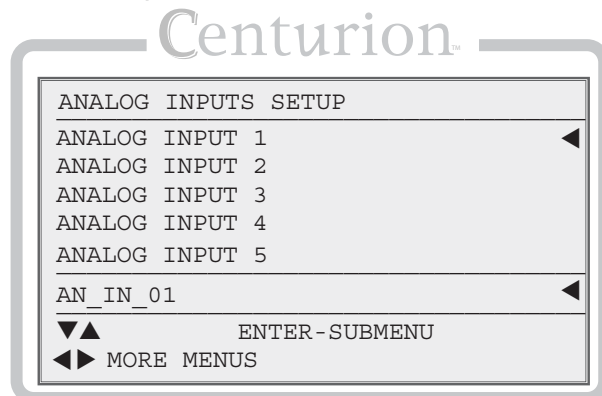 Centurion™
ANALOG INPUTS SETUP
ANALOG INPUT 1 ◀
ANALOG INPUT 2
ANALOG INPUT 3
ANALOG INPUT 4
ANALOG INPUT 5
AN_IN_01 ◀
▼▲ ENTER-SUBMENU
◀▶ MORE MENUS